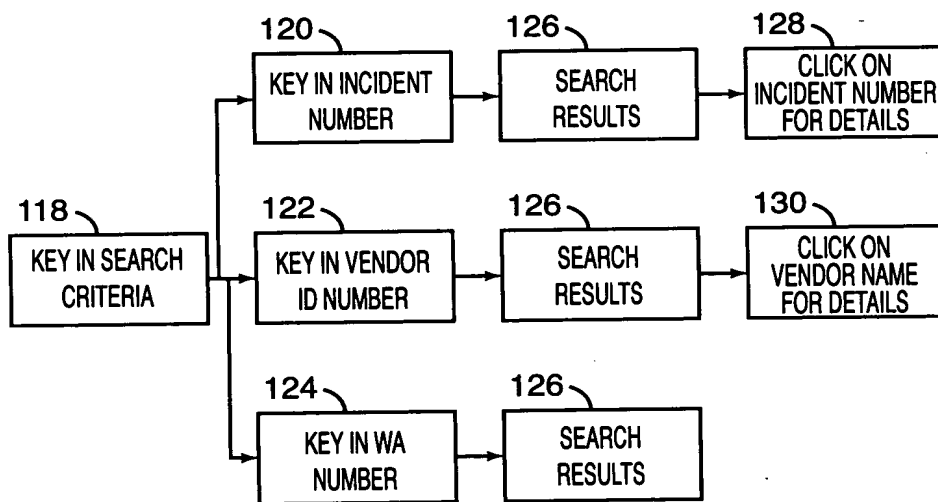 120
KEY IN INCIDENT
NUMBER
126
SEARCH
RESULTS
128
CLICK ON
INCIDENT NUMBER
FOR DETAILS
118
KEY IN SEARCH
CRITERIA
122
KEY IN VENDOR
ID NUMBER
126
SEARCH
RESULTS
130
CLICK ON
VENDOR NAME
FOR DETAILS
124
KEY IN WA
NUMBER
126
SEARCH
RESULTS